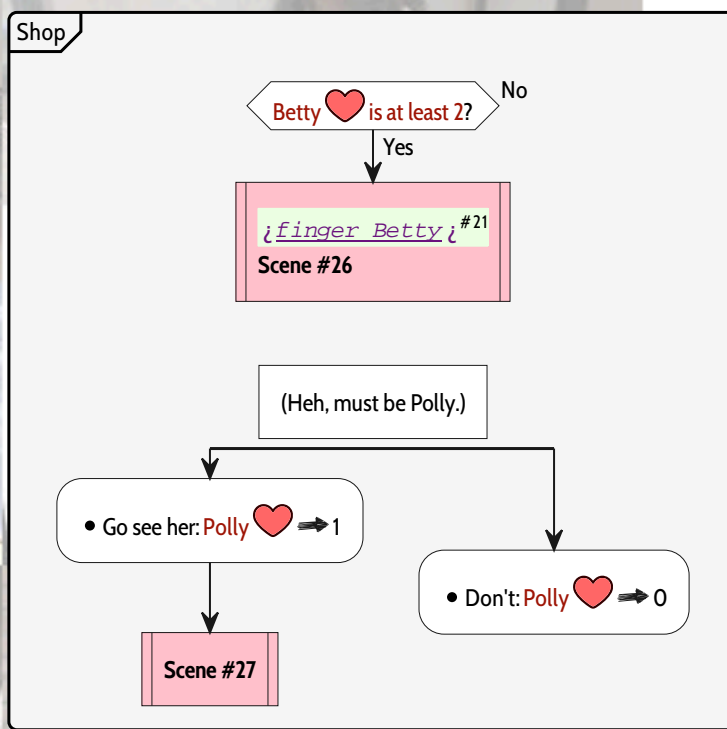 Shop
Betty ❤ is at least 2?
No
Yes
¿finger Betty¿#21
Scene #26
(Heh, must be Polly.)
• Go see her: Polly ❤ ➡ 1
• Don't: Polly ❤ ➡ 0
Scene #27